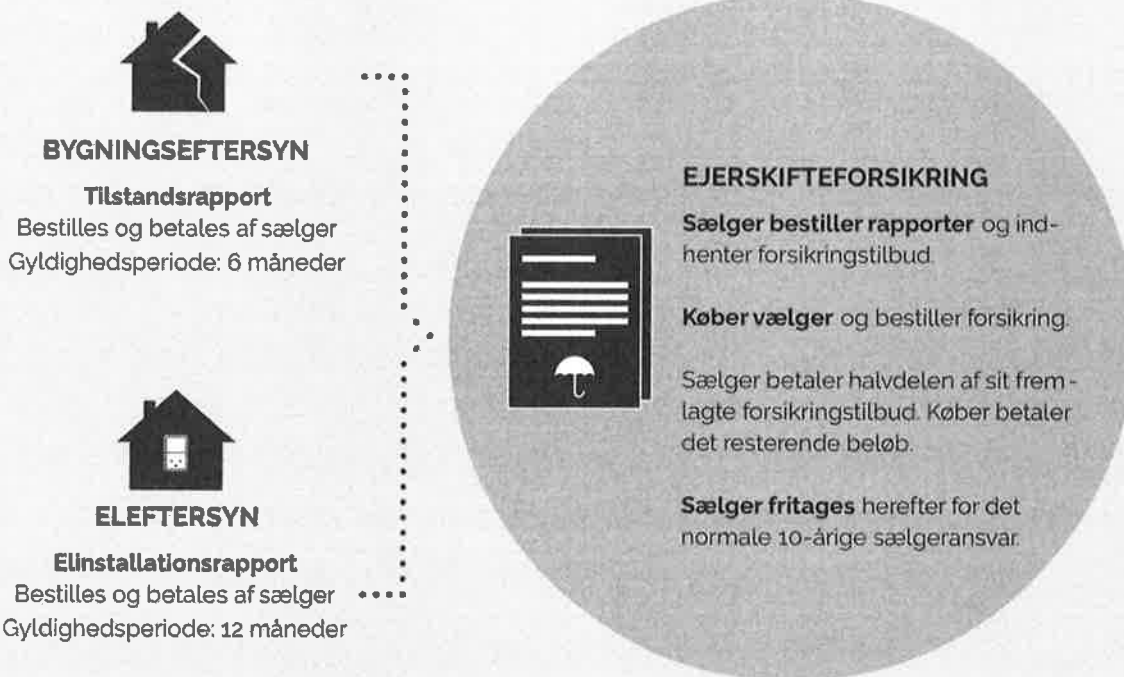 BYGNINGSEFTERSYN
Tilstandsrapport
Bestilles og betales af sælger
Gyldighedsperiode: 6 måneder
ELEFTERSYN
Elinstallationsrapport
Bestilles og betales af sælger
Gyldighedsperiode: 12 måneder
EJERSKIFTEFORSIKRING
Sælger bestiller rapporter og ind-
henter forsikringstilbud.
Køber vælger og bestiller forsikring.
Sælger betaler halvdelen af sit frem-
lagte forsikringstilbud. Køber betaler
det resterende beløb.
Sælger fritages herefter for det
normale 10-årige sælgeransvar.